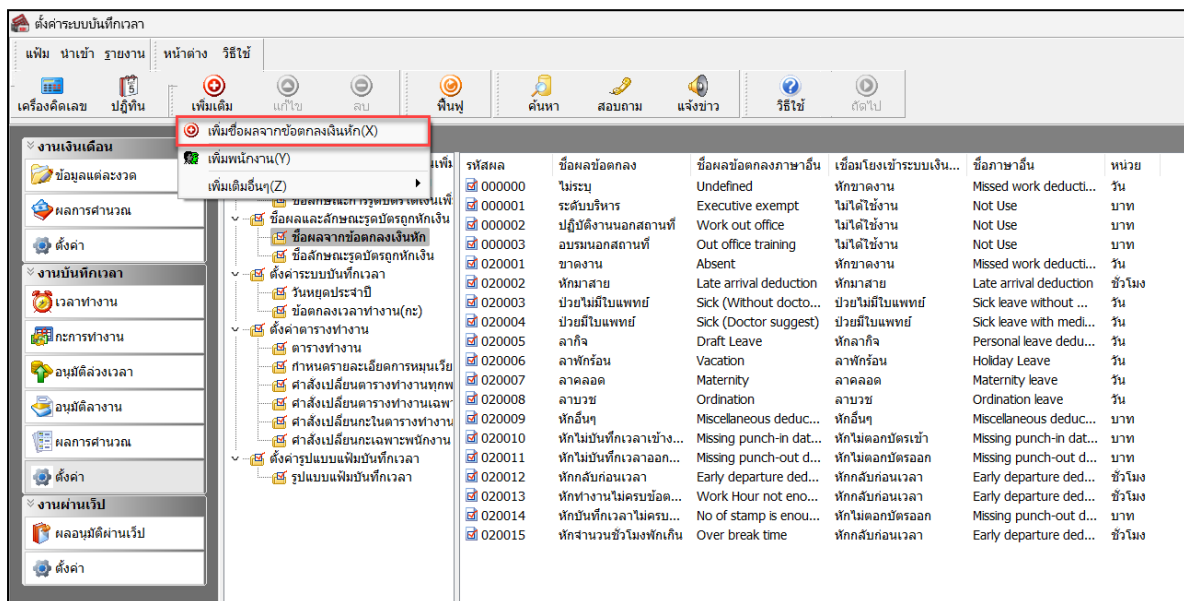 ตั้งค่าระบบบันทึกเวลา
แฟ้ม นำเข้า รายงาน หน้าต่าง วิธีใช้
เครื่องคิดเลข ปฏิทิน เพิ่มเติม แก้ไข ลบ ฟื้นฟู ค้นหา สอบถาม แจ้งข่าว วิธีใช้ ถัดไป
เพิ่มชื่อผลจากข้อตกลงเงินหัก(X)
เพิ่มพนักงาน(Y)
เพิ่มเติมอื่นๆ(Z)
งานเงินเดือน
ข้อมูลแต่ละงวด
ผลการคำนวณ
ตั้งค่า
งานบันทึกเวลา
เวลาทำงาน
กะการทำงาน
อนุมัติล่วงเวลา
อนุมัติลางาน
ผลการคำนวณ
ตั้งค่า
งานผ่านเว็ป
ผลอนุมัติผ่านเว็ป
ตั้งค่า
ชื่อลักษณะการรูดบัตรได้เงินเพิ่
ชื่อผลและลักษณะรูดบัตรถูกหักเงิน
ชื่อผลจากข้อตกลงเงินหัก
ชื่อลักษณะรูดบัตรถูกหักเงิน
ตั้งค่าระบบบันทึกเวลา
วันหยุดประจำปี
ข้อตกลงเวลาทำงาน(กะ)
ตั้งค่าตารางทำงาน
ตารางทำงาน
กำหนดรายละเอียดการหมุนเวีย
คำสั่งเปลี่ยนตารางทำงานทุกพ
คำสั่งเปลี่ยนตารางทำงานเฉพา
คำสั่งเปลี่ยนกะในตารางทำงาน
คำสั่งเปลี่ยนกะเฉพาะพนักงาน
ตั้งค่ารูปแบบแฟ้มบันทึกเวลา
รูปแบบแฟ้มบันทึกเวลา
รหัสผล ชื่อผลข้อตกลง ชื่อผลข้อตกลงภาษาอื่น เชื่อมโยงเข้าระบบเงิน... ชื่อภาษาอื่น หน่วย
000000 ไม่ระบุ Undefined หักขาดงาน Missed work deducti... วัน
000001 ระดับบริหาร Executive exempt ไม่ได้ใช้งาน Not Use บาท
000002 ปฏิบัติงานนอกสถานที่ Work out office ไม่ได้ใช้งาน Not Use บาท
000003 อบรมนอกสถานที่ Out office training ไม่ได้ใช้งาน Not Use บาท
020001 ขาดงาน Absent หักขาดงาน Missed work deducti... วัน
020002 หักมาสาย Late arrival deduction หักมาสาย Late arrival deduction ชั่วโมง
020003 ป่วยไม่มีใบแพทย์ Sick (Without docto... ป่วยไม่มีใบแพทย์ Sick leave without ... วัน
020004 ป่วยมีใบแพทย์ Sick (Doctor suggest) ป่วยมีใบแพทย์ Sick leave with medi... วัน
020005 ลากิจ Draft Leave หักลากิจ Personal leave dedu... วัน
020006 ลาพักร้อน Vacation ลาพักร้อน Holiday Leave วัน
020007 ลาคลอด Maternity ลาคลอด Maternity leave วัน
020008 ลาบวช Ordination ลาบวช Ordination leave วัน
020009 หักอื่นๆ Miscellaneous deduc... หักอื่นๆ Miscellaneous deduc... บาท
020010 หักไม่บันทึกเวลาเข้าง... Missing punch-in dat... หักไม่ตอกบัตรเข้า Missing punch-in dat... บาท
020011 หักไม่บันทึกเวลาออก... Missing punch-out d... หักไม่ตอกบัตรออก Missing punch-out d... บาท
020012 หักกลับก่อนเวลา Early departure ded... หักกลับก่อนเวลา Early departure ded... ชั่วโมง
020013 หักทำงานไม่ครบข้อต... Work Hour not eno... หักกลับก่อนเวลา Early departure ded... ชั่วโมง
020014 หักบันทึกเวลาไม่ครบ... No of stamp is enou... หักไม่ตอกบัตรออก Missing punch-out d... บาท
020015 หักจำนวนชั่วโมงพักเกิน Over break time หักกลับก่อนเวลา Early departure ded... ชั่วโมง